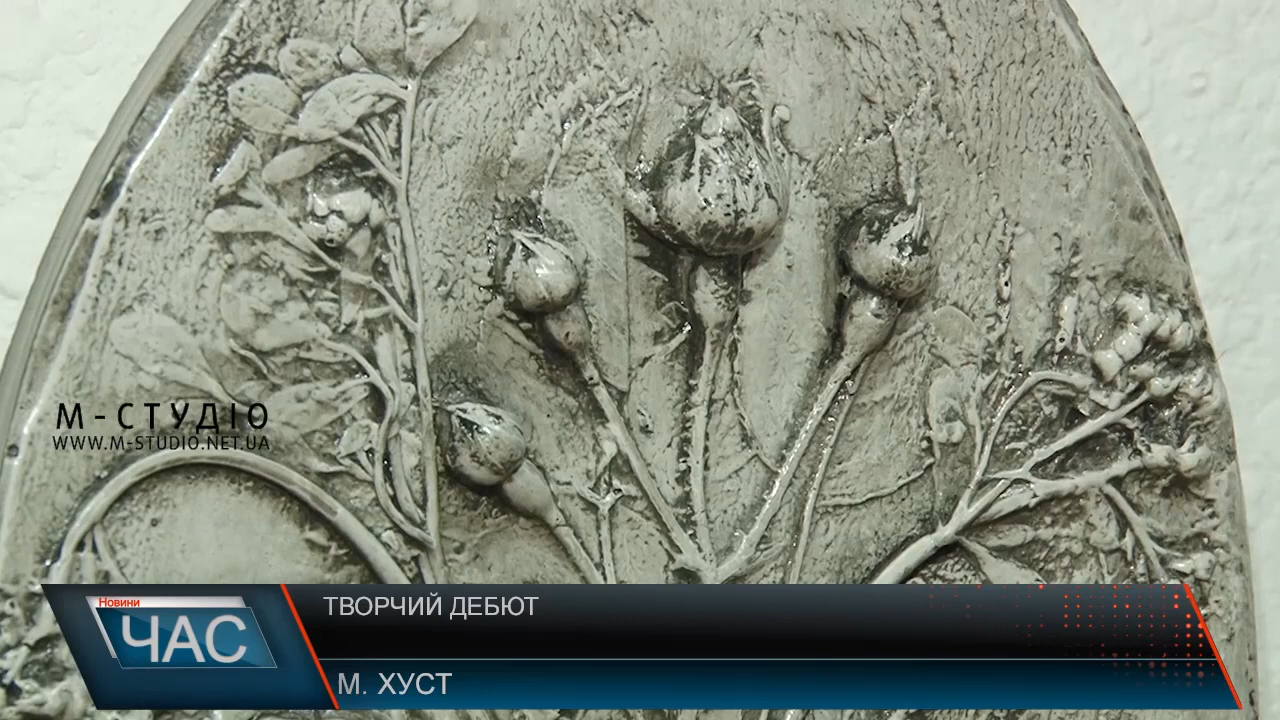 М-СТУДІО
WWW.M-STUDIO.NET.UA
Новини
ЧАС
ТВОРЧИЙ ДЕБЮТ
М. ХУСТ